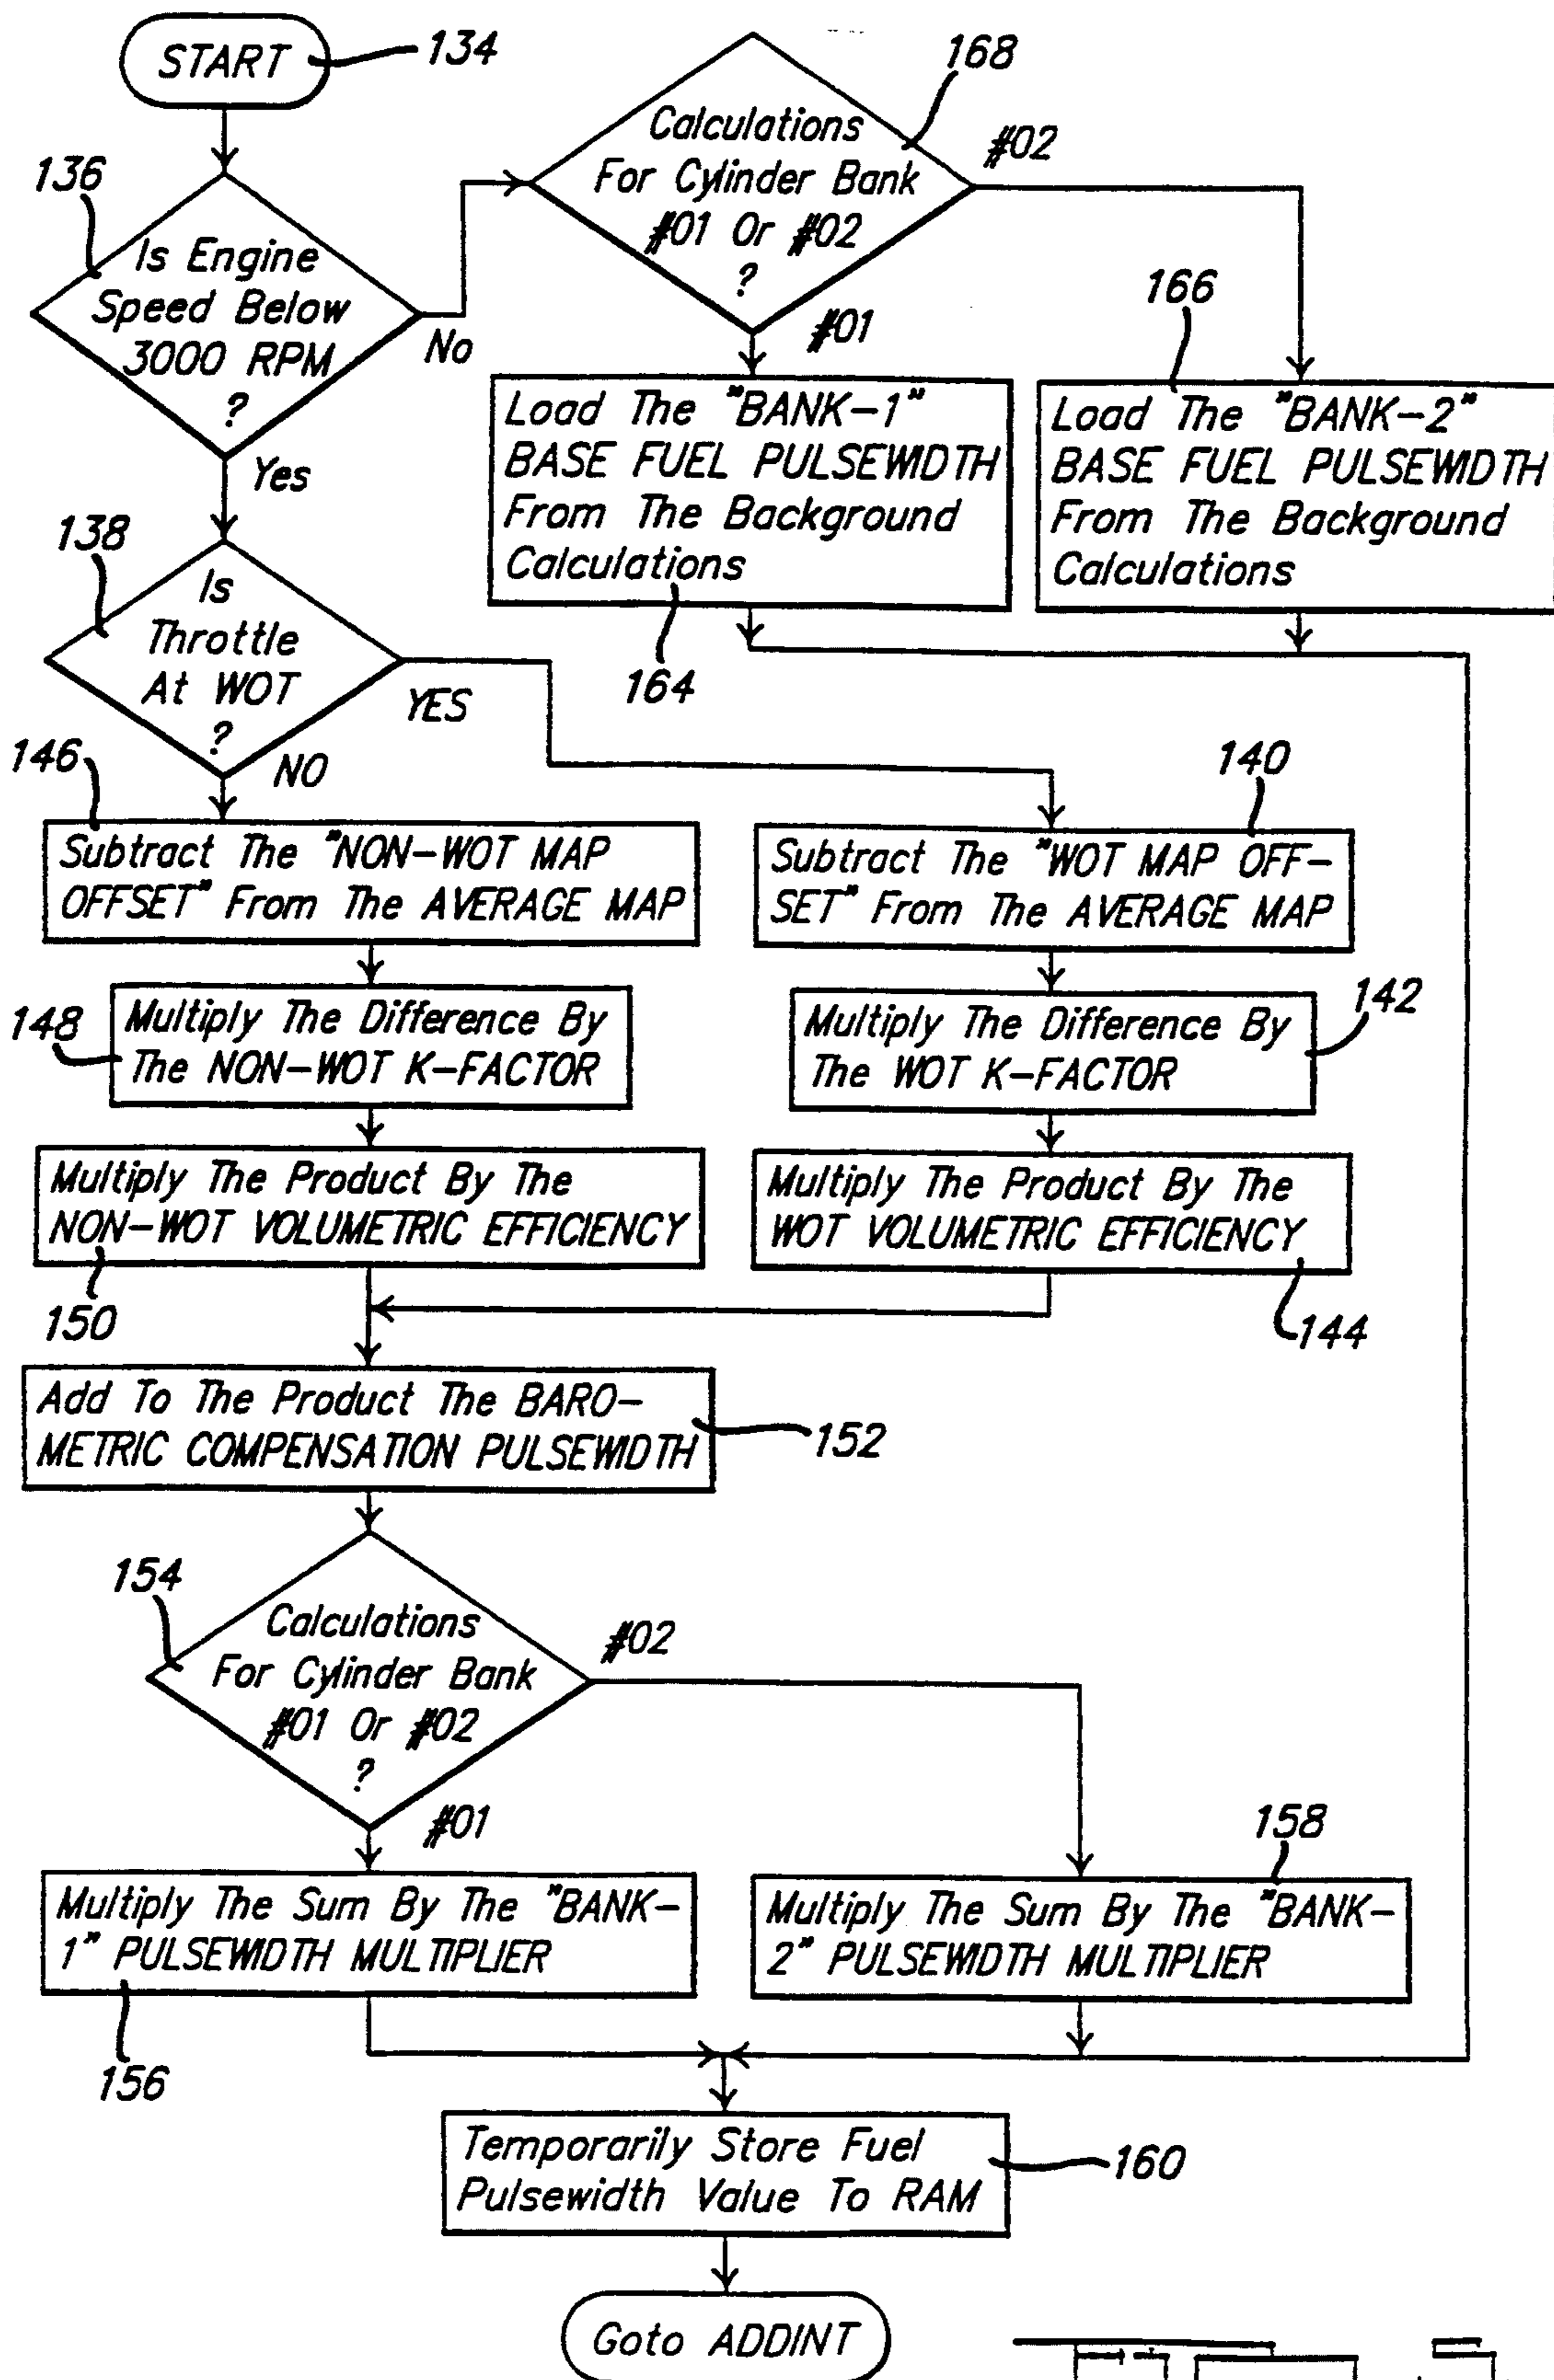 START
134
136
Is Engine
Speed Below
3000 RPM
?
No
Yes
168
Calculations
For Cylinder Bank
#01 Or #02
?
#02
#01
Load The "BANK-1"
BASE FUEL PULSEWIDTH
From The Background
Calculations
164
166
Load The "BANK-2"
BASE FUEL PULSEWIDTH
From The Background
Calculations
138
Is
Throttle
At WOT
?
YES
NO
146
Subtract The "NON-WOT MAP
OFFSET" From The AVERAGE MAP
140
Subtract The "WOT MAP OFF-
SET" From The AVERAGE MAP
148
Multiply The Difference By
The NON-WOT K-FACTOR
142
Multiply The Difference By
The WOT K-FACTOR
Multiply The Product By The
NON-WOT VOLUMETRIC EFFICIENCY
150
Multiply The Product By The
WOT VOLUMETRIC EFFICIENCY
144
Add To The Product The BARO-
METRIC COMPENSATION PULSEWIDTH
152
154
Calculations
For Cylinder Bank
#01 Or #02
?
#02
#01
Multiply The Sum By The "BANK-
1" PULSEWIDTH MULTIPLIER
156
158
Multiply The Sum By The "BANK-
2" PULSEWIDTH MULTIPLIER
Temporarily Store Fuel
Pulsewidth Value To RAM
160
Goto ADDINT